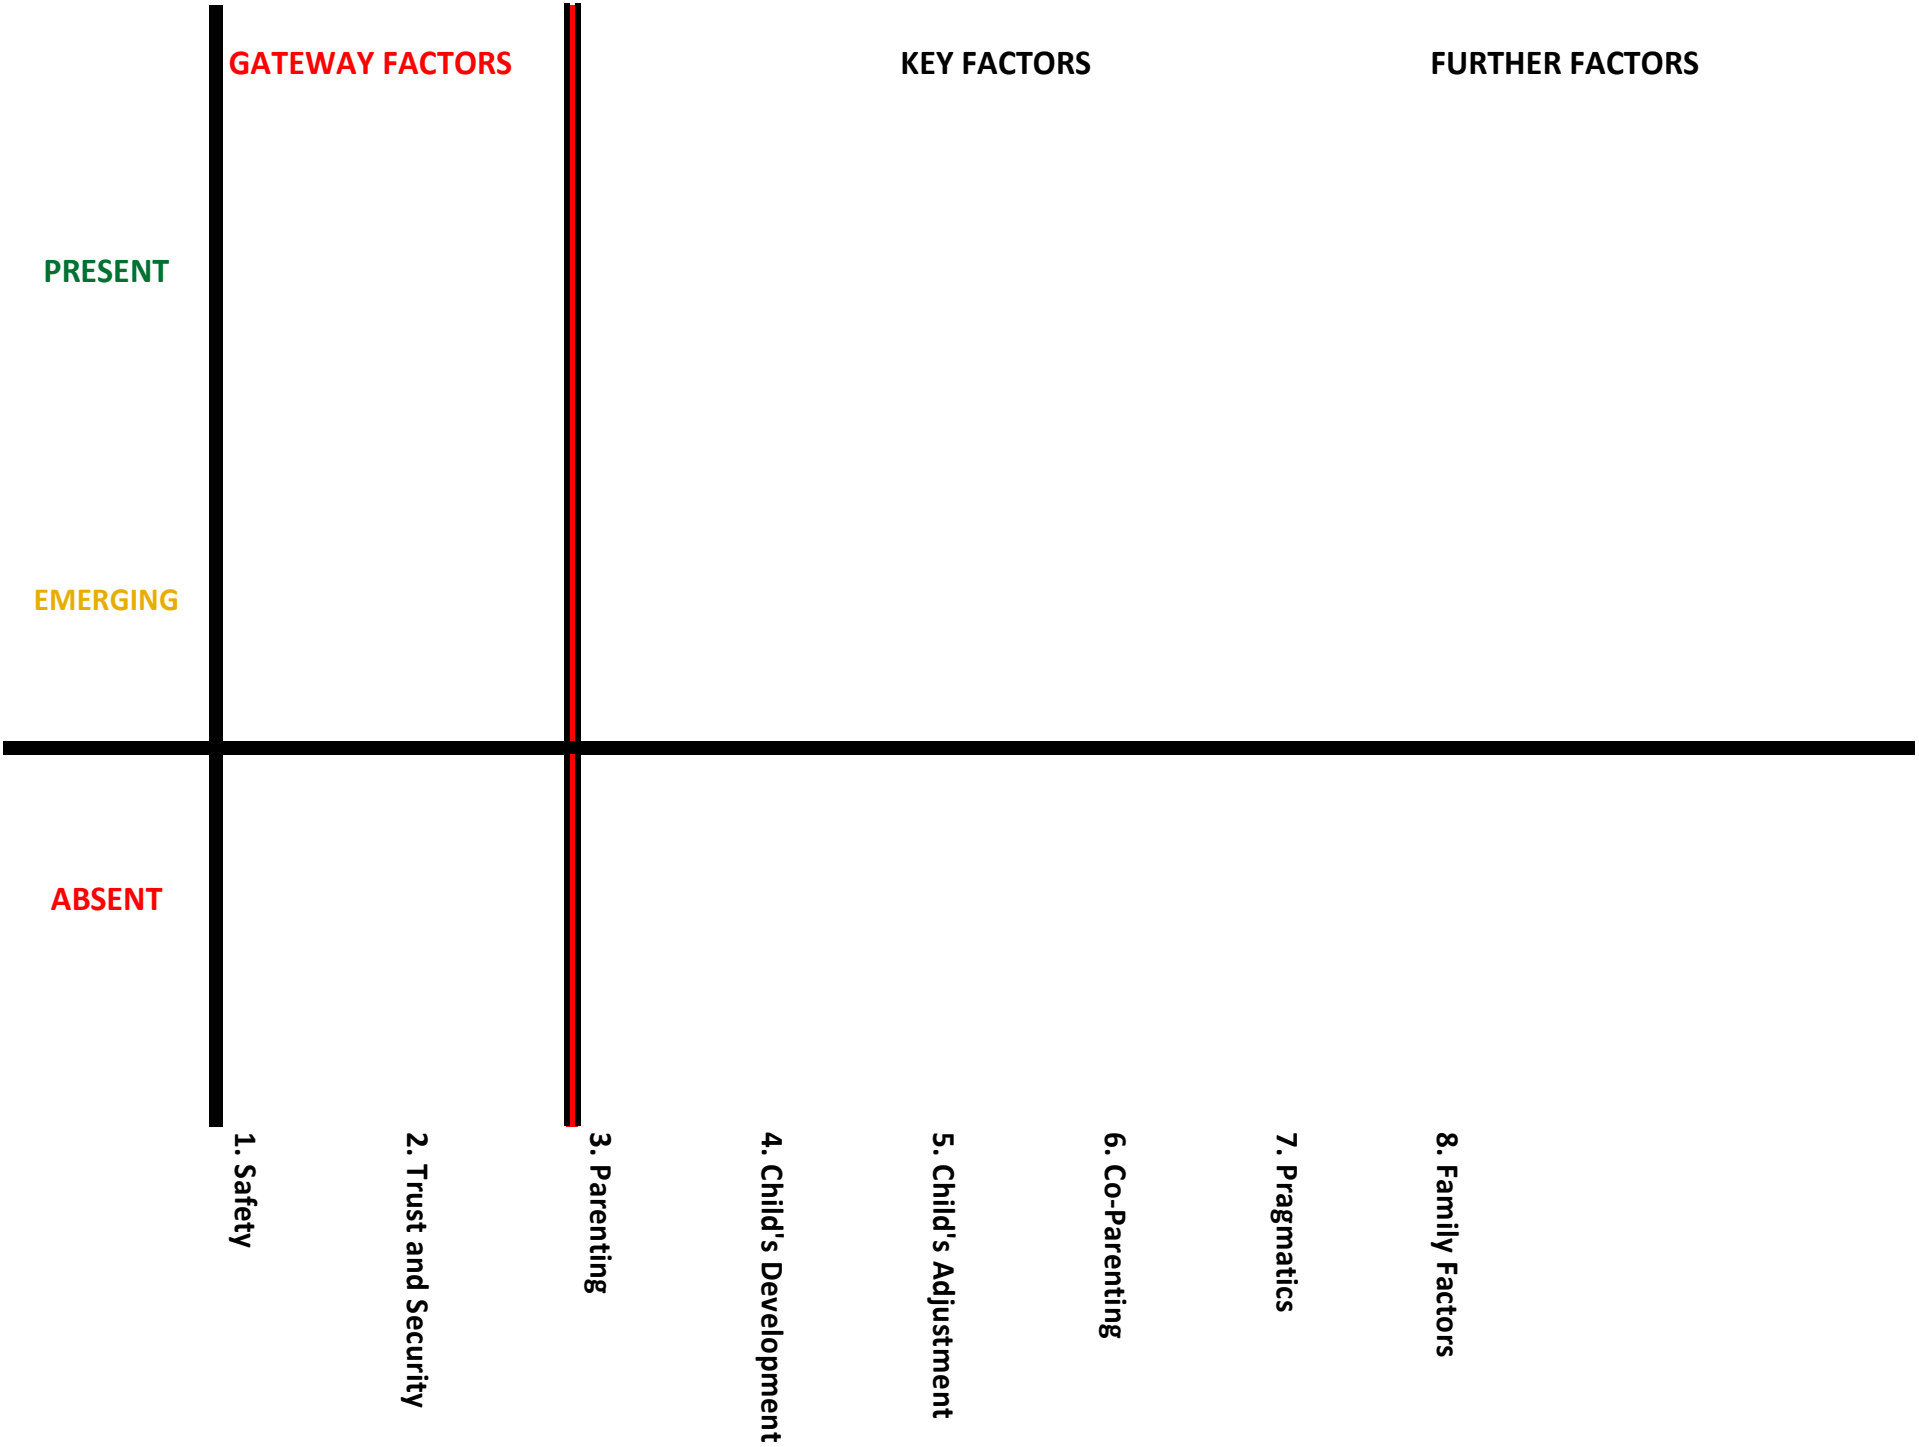 GATEWAY FACTORS
KEY FACTORS
FURTHER FACTORS
PRESENT
EMERGING
ABSENT
1. Safety
2. Trust and Security
3. Parenting
4. Child's Development
5. Child's Adjustment
6. Co-Parenting
7. Pragmatics
8. Family Factors